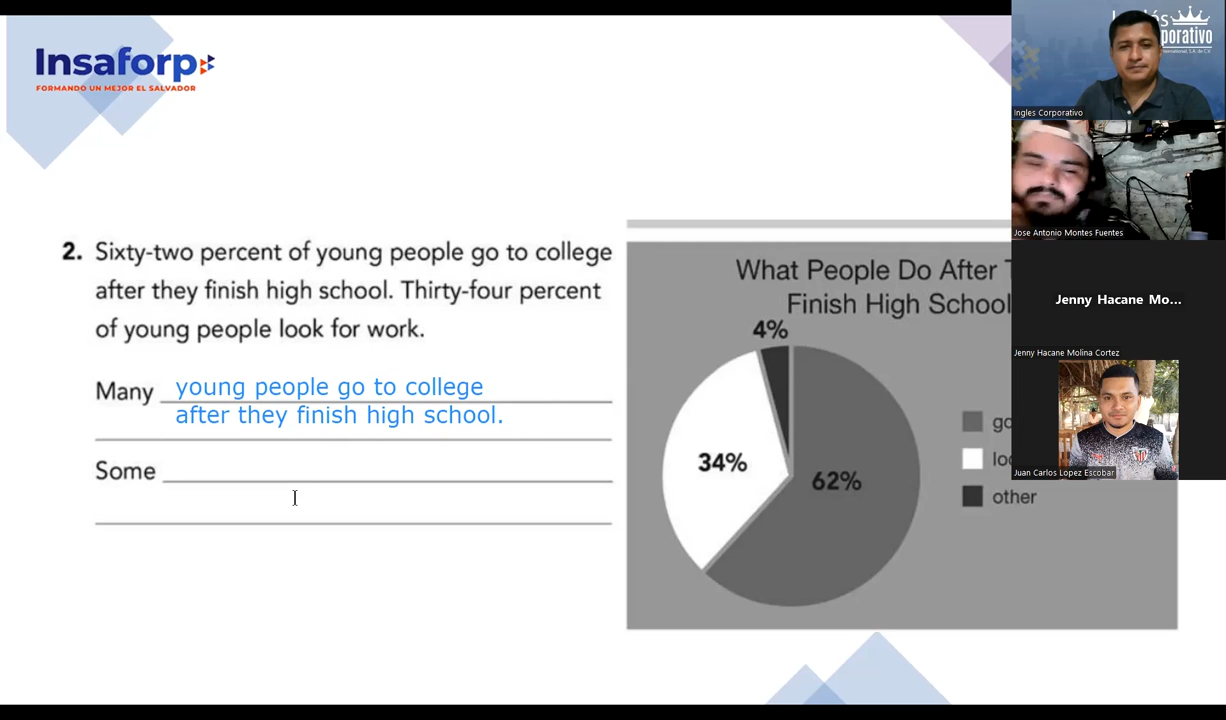 Insaforp
FORMANDO UN MEJOR EL SALVADOR
2. Sixty-two percent of young people go to college
after they finish high school. Thirty-four percent
of young people look for work.
Many young people go to college
after they finish high school.
Some
What People Do After
Finish High School
4%
34%
62%
other
Ingles Corporativo
Jose Antonio Montes Fuentes
Jenny Hacane Mo...
Jenny Hacane Molina Cortez
Juan Carlos Lopez Escobar